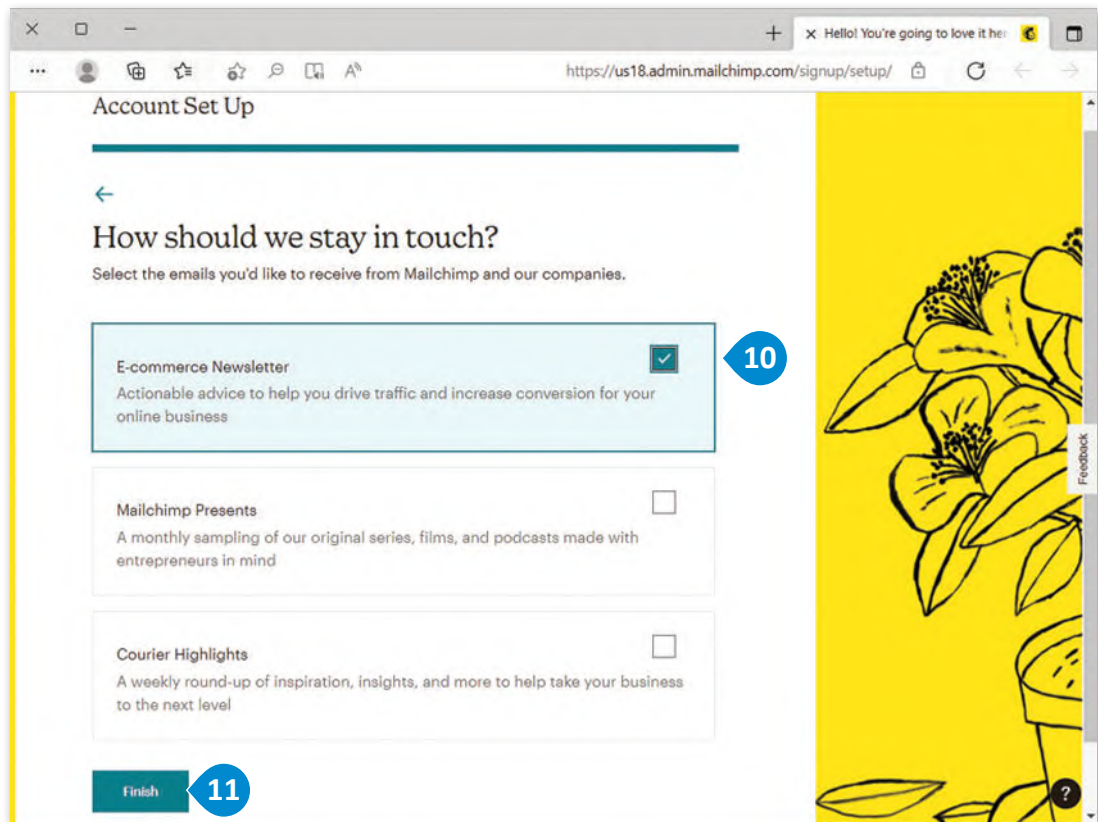 Hello! You're going to love it her
https://us18.admin.mailchimp.com/signup/setup/
Account Set Up
How should we stay in touch?
Select the emails you'd like to receive from Mailchimp and our companies.
E-commerce Newsletter
Actionable advice to help you drive traffic and increase conversion for your
online business
10
Mailchimp Presents
A monthly sampling of our original series, films, and podcasts made with
entrepreneurs in mind
Courier Highlights
A weekly round-up of inspiration, insights, and more to help take your business
to the next level
Finish
11
Feedback
?